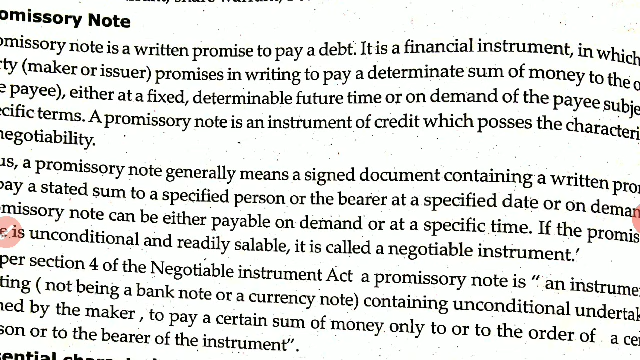 omissory Note
omissory note is a written promise to pay a debt. It is a financial instrument, in which
rty (maker or issuer) promises in writing to pay a determinate sum of money to the o
e payee), either at a fixed, determinable future time or on demand of the payee subje
ecific terms. A promissory note is an instrument of credit which posses the characteri
negotiability.
us, a promissory note generally means a signed document containing a written pro
pay a stated sum to a specified person or the bearer at a specified date or on deman
missory note can be either payable on demand or at a specific time. If the promis
e is unconditional and readily salable, it is called a negotiable instrument.'
per section 4 of the Negotiable instrument Act a promissory note is " an instrume
ting ( not being a bank note or a currency note) containing unconditional undertak
ned by the maker , to pay a certain sum of money only to or to the order of a ce
son or to the bearer of the instrument".